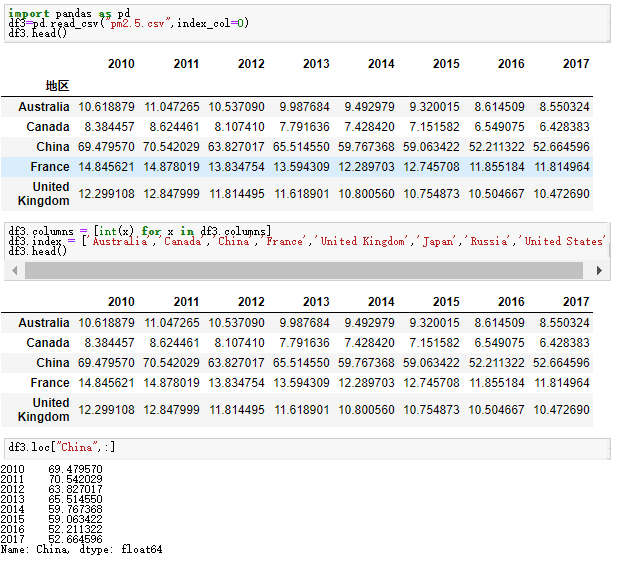 import pandas as pd
df3=pd.read_csv("pm2.5.csv",index_col=0)
df3.head()
2010 2011 2012 2013 2014 2015 2016 2017
地区
Australia 10.618879 11.047265 10.537090 9.987684 9.492979 9.320015 8.614509 8.550324
Canada 8.384457 8.624461 8.107410 7.791636 7.428420 7.151582 6.549075 6.428383
China 69.479570 70.542029 63.827017 65.514550 59.767368 59.063422 52.211322 52.664596
France 14.845621 14.878019 13.834754 13.594309 12.289703 12.745708 11.855184 11.814964
United
Kingdom 12.299108 12.847999 11.814495 11.618901 10.800560 10.754873 10.504667 10.472690
df3.columns = [int(x) for x in df3.columns]
df3.index = ['Australia','Canada','China','France','United Kingdom','Japan','Russia','United States'
df3.head()
2010 2011 2012 2013 2014 2015 2016 2017
Australia 10.618879 11.047265 10.537090 9.987684 9.492979 9.320015 8.614509 8.550324
Canada 8.384457 8.624461 8.107410 7.791636 7.428420 7.151582 6.549075 6.428383
China 69.479570 70.542029 63.827017 65.514550 59.767368 59.063422 52.211322 52.664596
France 14.845621 14.878019 13.834754 13.594309 12.289703 12.745708 11.855184 11.814964
United
Kingdom 12.299108 12.847999 11.814495 11.618901 10.800560 10.754873 10.504667 10.472690
df3.loc["China",:]
2010 69.479570
2011 70.542029
2012 63.827017
2013 65.514550
2014 59.767368
2015 59.063422
2016 52.211322
2017 52.664596
Name: China, dtype: float64